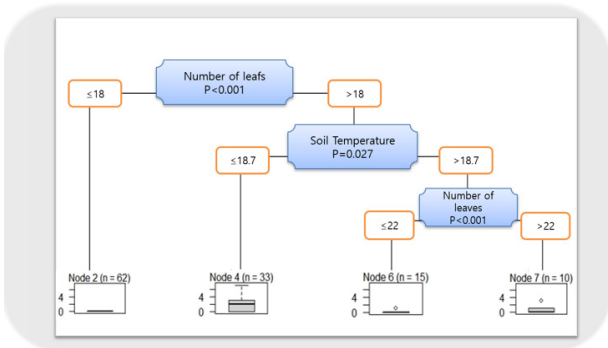 Number of leafs
P<0.001
≤18
>18
Soil Temperature
P=0.027
≤18.7
>18.7
Number of
leaves
P<0.001
≤22
>22
Node 2 (n = 62)
Node 4 (n = 33)
Node 6 (n = 15)
Node 7 (n = 10)
4
0
4
0
4
0
4
0